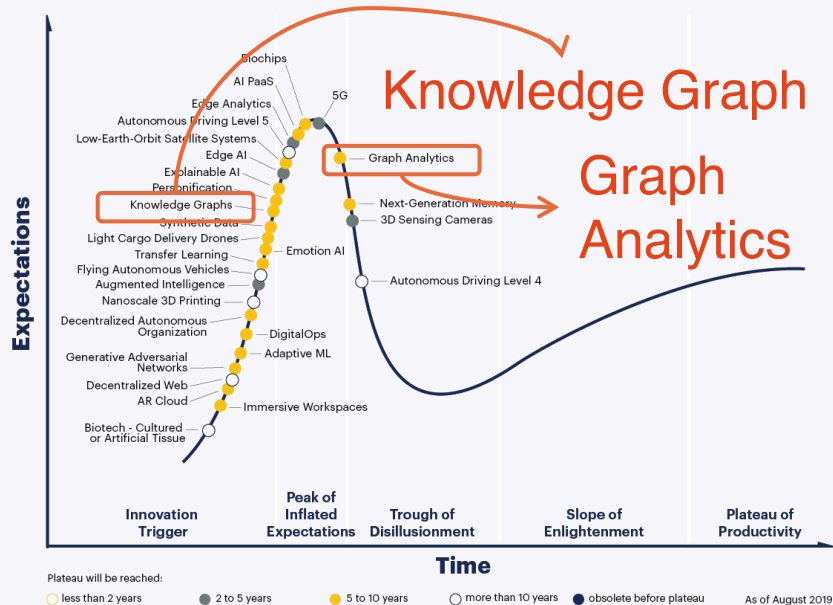 Biochips
AI PaaS
5G
Edge Analytics
Autonomous Driving Level 5
Low-Earth-Orbit Satellite Systems
Edge AI
Explainable AI
Personification
Knowledge Graphs
Synthetic Data
Light Cargo Delivery Drones
Transfer Learning
Emotion AI
Flying Autonomous Vehicles
Augmented Intelligence
Nanoscale 3D Printing
Decentralized Autonomous
Organization
DigitalOps
Adaptive ML
Generative Adversarial
Networks
Decentralized Web
AR Cloud
Immersive Workspaces
Biotech - Cultured
or Artificial Tissue
Graph Analytics
Next-Generation Memory
3D Sensing Cameras
Autonomous Driving Level 4
Knowledge Graph
Graph
Analytics
Expectations
Innovation
Trigger
Peak of
Inflated
Expectations
Trough of
Disillusionment
Slope of
Enlightenment
Plateau of
Productivity
Time
Plateau will be reached:
less than 2 years
2 to 5 years
5 to 10 years
more than 10 years
obsolete before plateau
As of August 2019